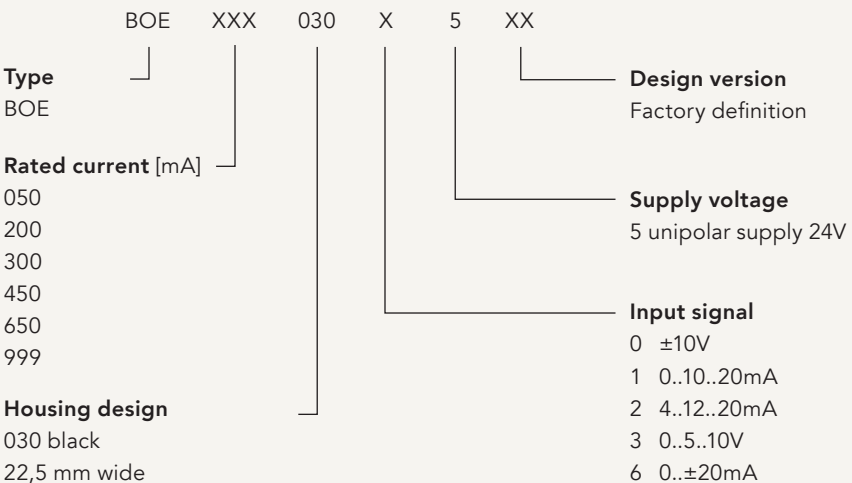 BOE XXX 030 X 5 XX
Type
BOE
Rated current [mA]
050
200
300
450
650
999
Housing design
030 black
22,5 mm wide
Design version
Factory definition
Supply voltage
5 unipolar supply 24V
Input signal
0 ±10V
1 0..10..20mA
2 4..12..20mA
3 0..5..10V
6 0..±20mA